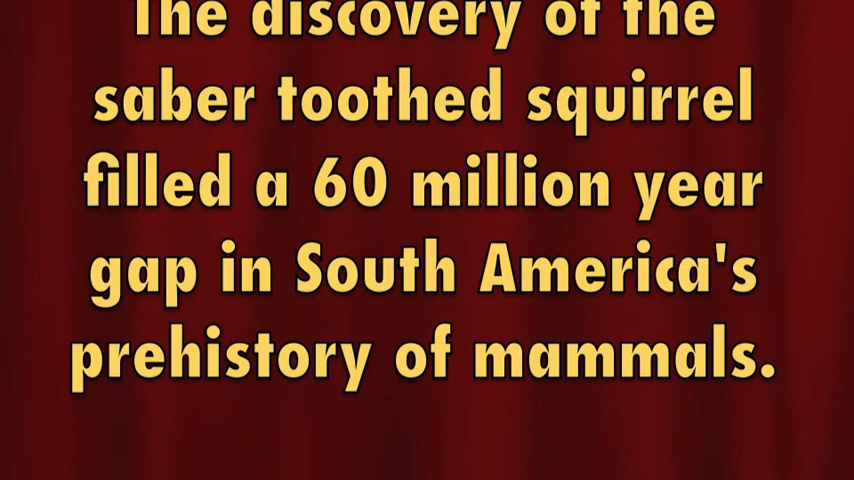 The discovery of the
saber toothed squirrel
filled a 60 million year
gap in South America's
prehistory of mammals.